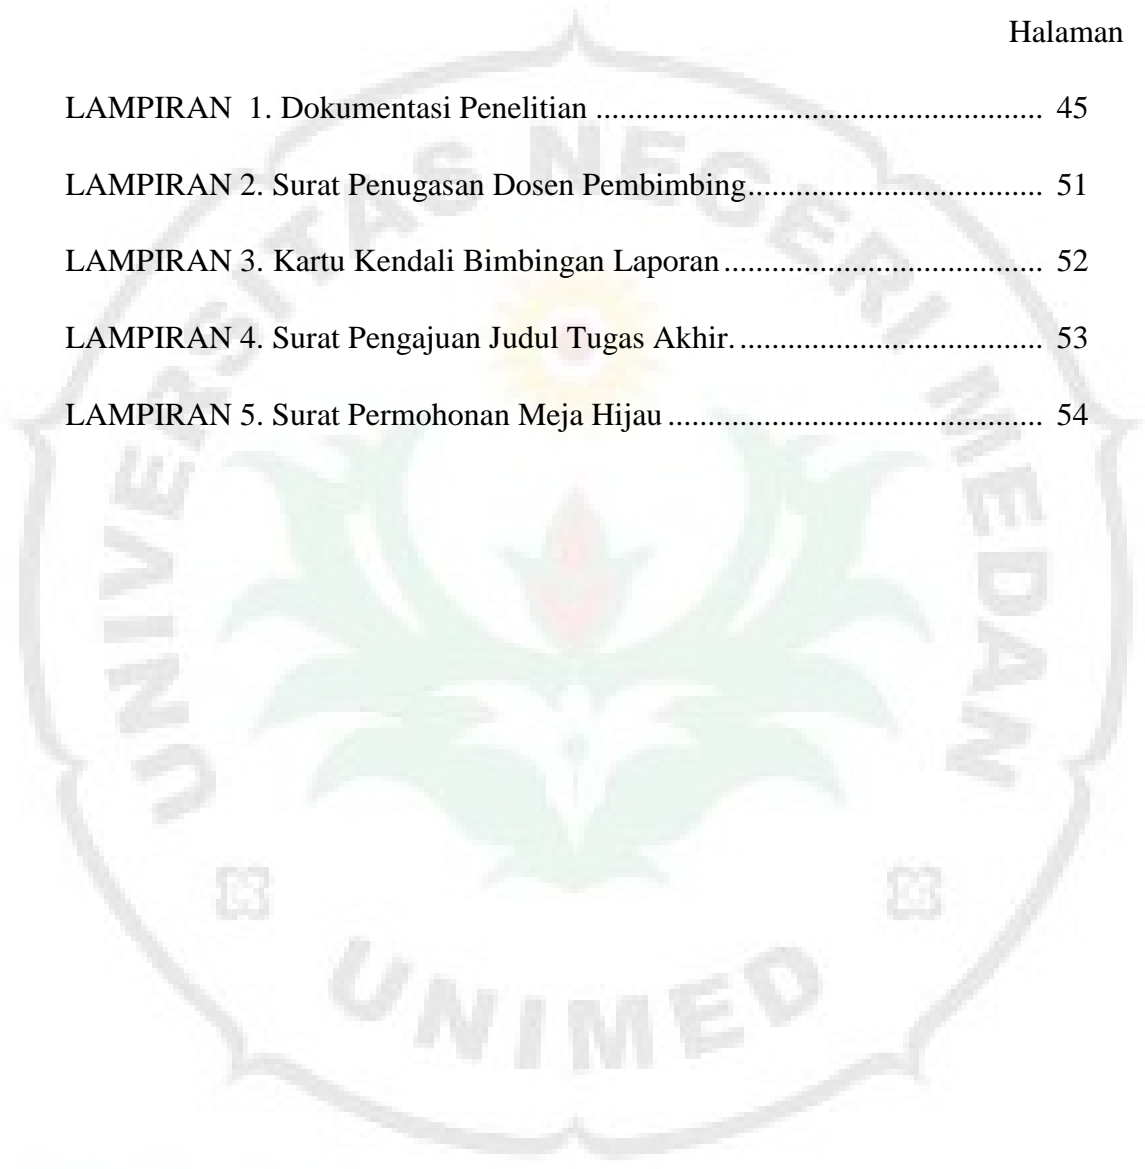 Halaman
LAMPIRAN  1. Dokumentasi Penelitian ........................................................ 45
LAMPIRAN 2. Surat Penugasan Dosen Pembimbing..................................... 51
LAMPIRAN 3. Kartu Kendali Bimbingan Laporan ........................................ 52
LAMPIRAN 4. Surat Pengajuan Judul Tugas Akhir. ...................................... 53
LAMPIRAN 5. Surat Permohonan Meja Hijau ............................................... 54
UNIVERSITAS NEGERI MEDAN
UNIMED